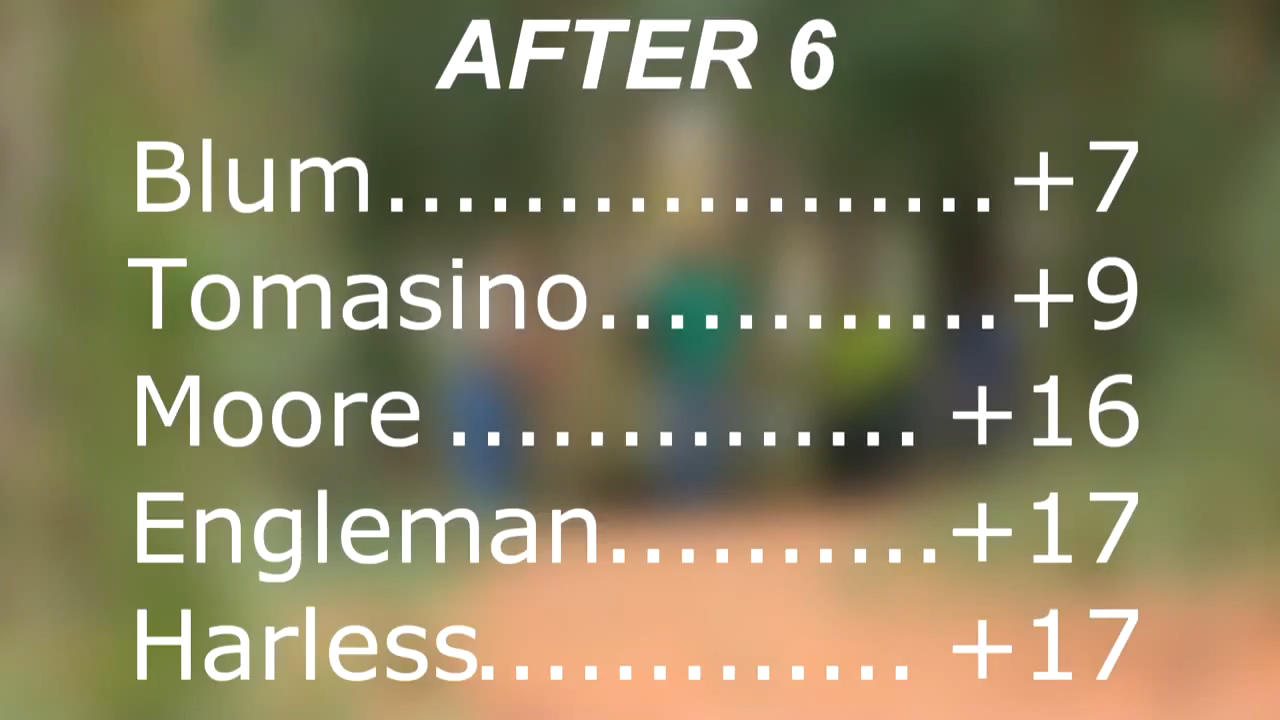 AFTER 6
Blum..................+7
Tomasino............+9
Moore .............. +16
Engleman..........+17
Harless............. +17